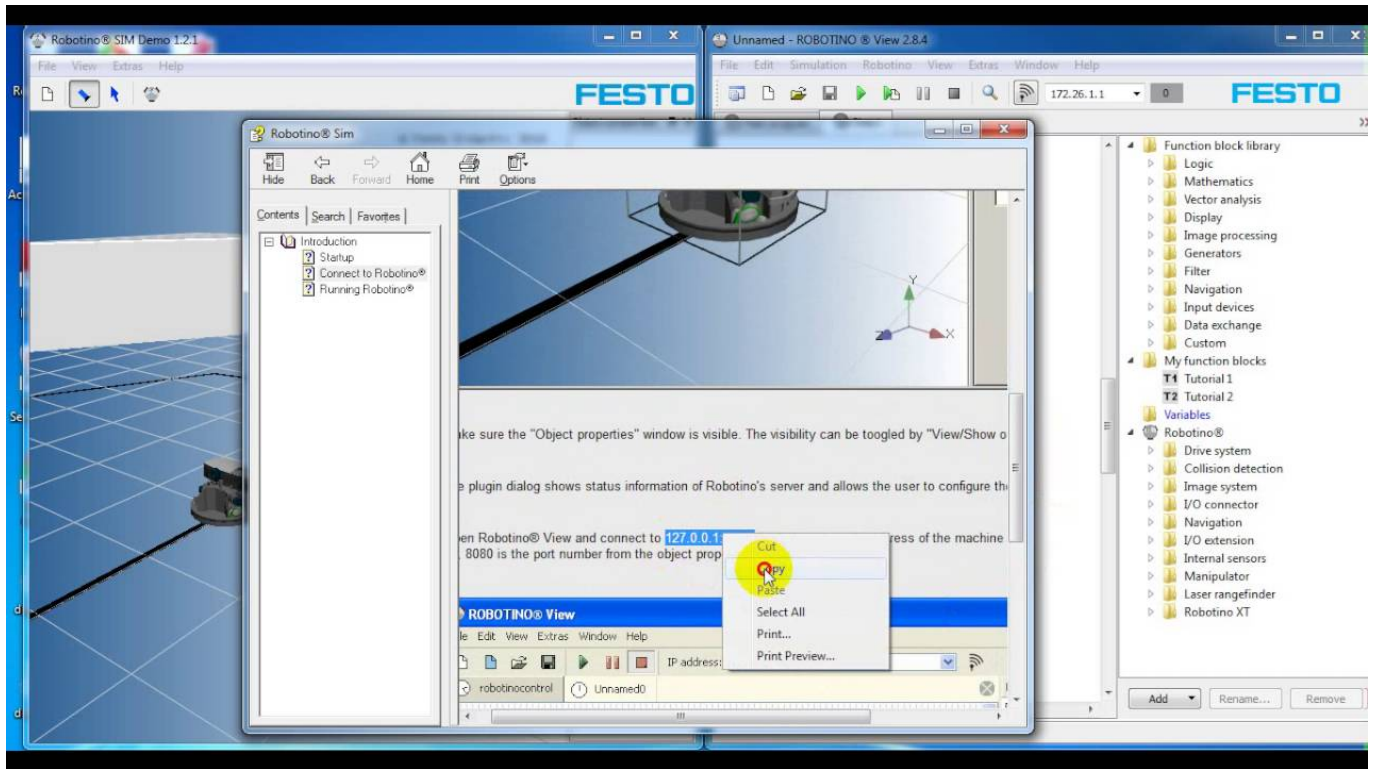 Robotino® SIM Demo 1.2.1
File View Extras Help
FESTO
Unnamed - ROBOTINO ® View 2.8.4
File Edit Simulation Robotino View Extras Window Help
172.26.1.1
0
FESTO
Robotino® Sim
Hide Back Forward Home Print Options
Contents Search Favorites
Introduction
Startup
Connect to Robotino®
Running Robotino®
Y
Z X
ke sure the "Object properties" window is visible. The visibility can be toogled by "View/Show o
e plugin dialog shows status information of Robotino's server and allows the user to configure th
en Robotino® View and connect to 127.0.0.1: ress of the machine
8080 is the port number from the object prop
Cut
Copy
Paste
Select All
Print...
Print Preview...
ROBOTINO® View
le Edit View Extras Window Help
IP address:
robotinocontrol Unnamed0
Function block library
Logic
Mathematics
Vector analysis
Display
Image processing
Generators
Filter
Navigation
Input devices
Data exchange
Custom
My function blocks
T1 Tutorial 1
T2 Tutorial 2
Variables
Robotino®
Drive system
Collision detection
Image system
I/O connector
Navigation
I/O extension
Internal sensors
Manipulator
Laser rangefinder
Robotino XT
Add Rename... Remove